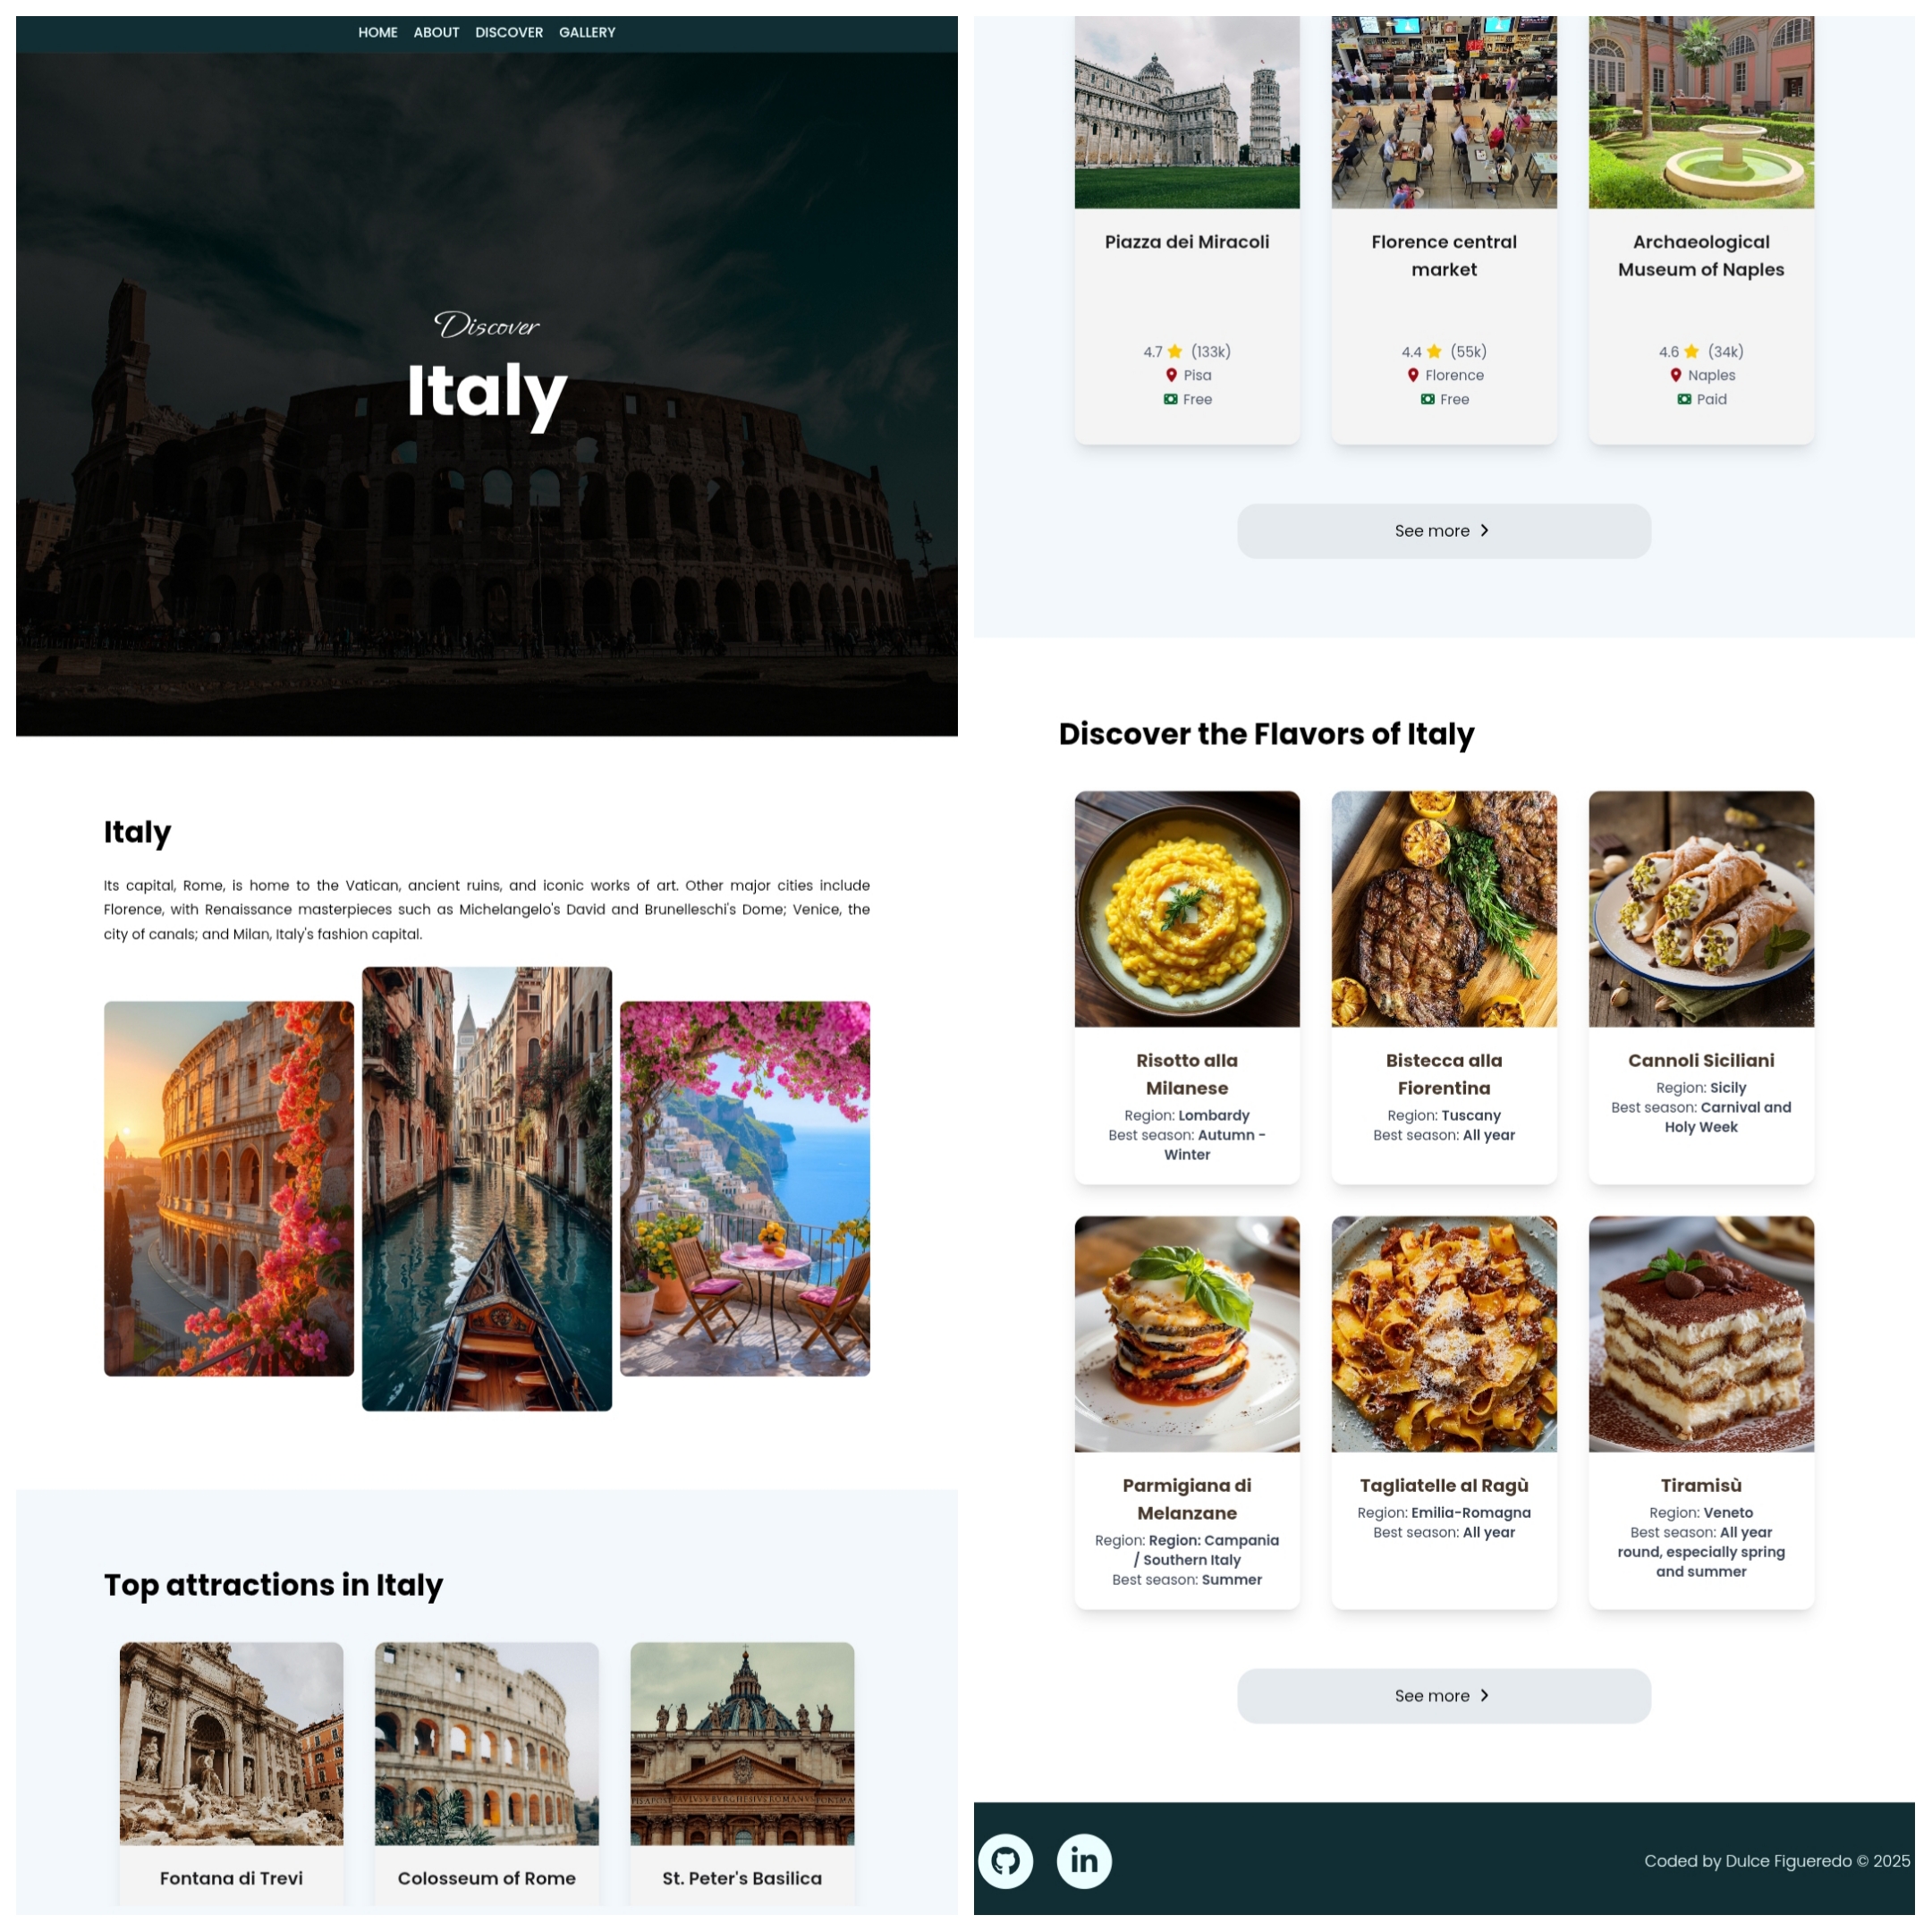 HOME ABOUT DISCOVER GALLERY
Discover
Italy
Italy
Its capital, Rome, is home to the Vatican, ancient ruins, and iconic works of art. Other major cities include
Florence, with Renaissance masterpieces such as Michelangelo's David and Brunelleschi's Dome; Venice, the
city of canals; and Milan, Italy's fashion capital.
Top attractions in Italy
Fontana di Trevi
Colosseum of Rome
St. Peter's Basilica
Piazza dei Miracoli
4.7 (133k)
Pisa
Free
Florence central
market
4.4 (55k)
Florence
Free
Archaeological
Museum of Naples
4.6 (34k)
Naples
Paid
See more
Discover the Flavors of Italy
Risotto alla
Milanese
Region: Lombardy
Best season: Autumn -
Winter
Bistecca alla
Fiorentina
Region: Tuscany
Best season: All year
Cannoli Siciliani
Region: Sicily
Best season: Carnival and
Holy Week
Parmigiana di
Melanzane
Region: Region: Campania
/ Southern Italy
Best season: Summer
Tagliatelle al Ragù
Region: Emilia-Romagna
Best season: All year
Tiramisù
Region: Veneto
Best season: All year
round, especially spring
and summer
See more
in
Coded by Dulce Figueredo © 2025